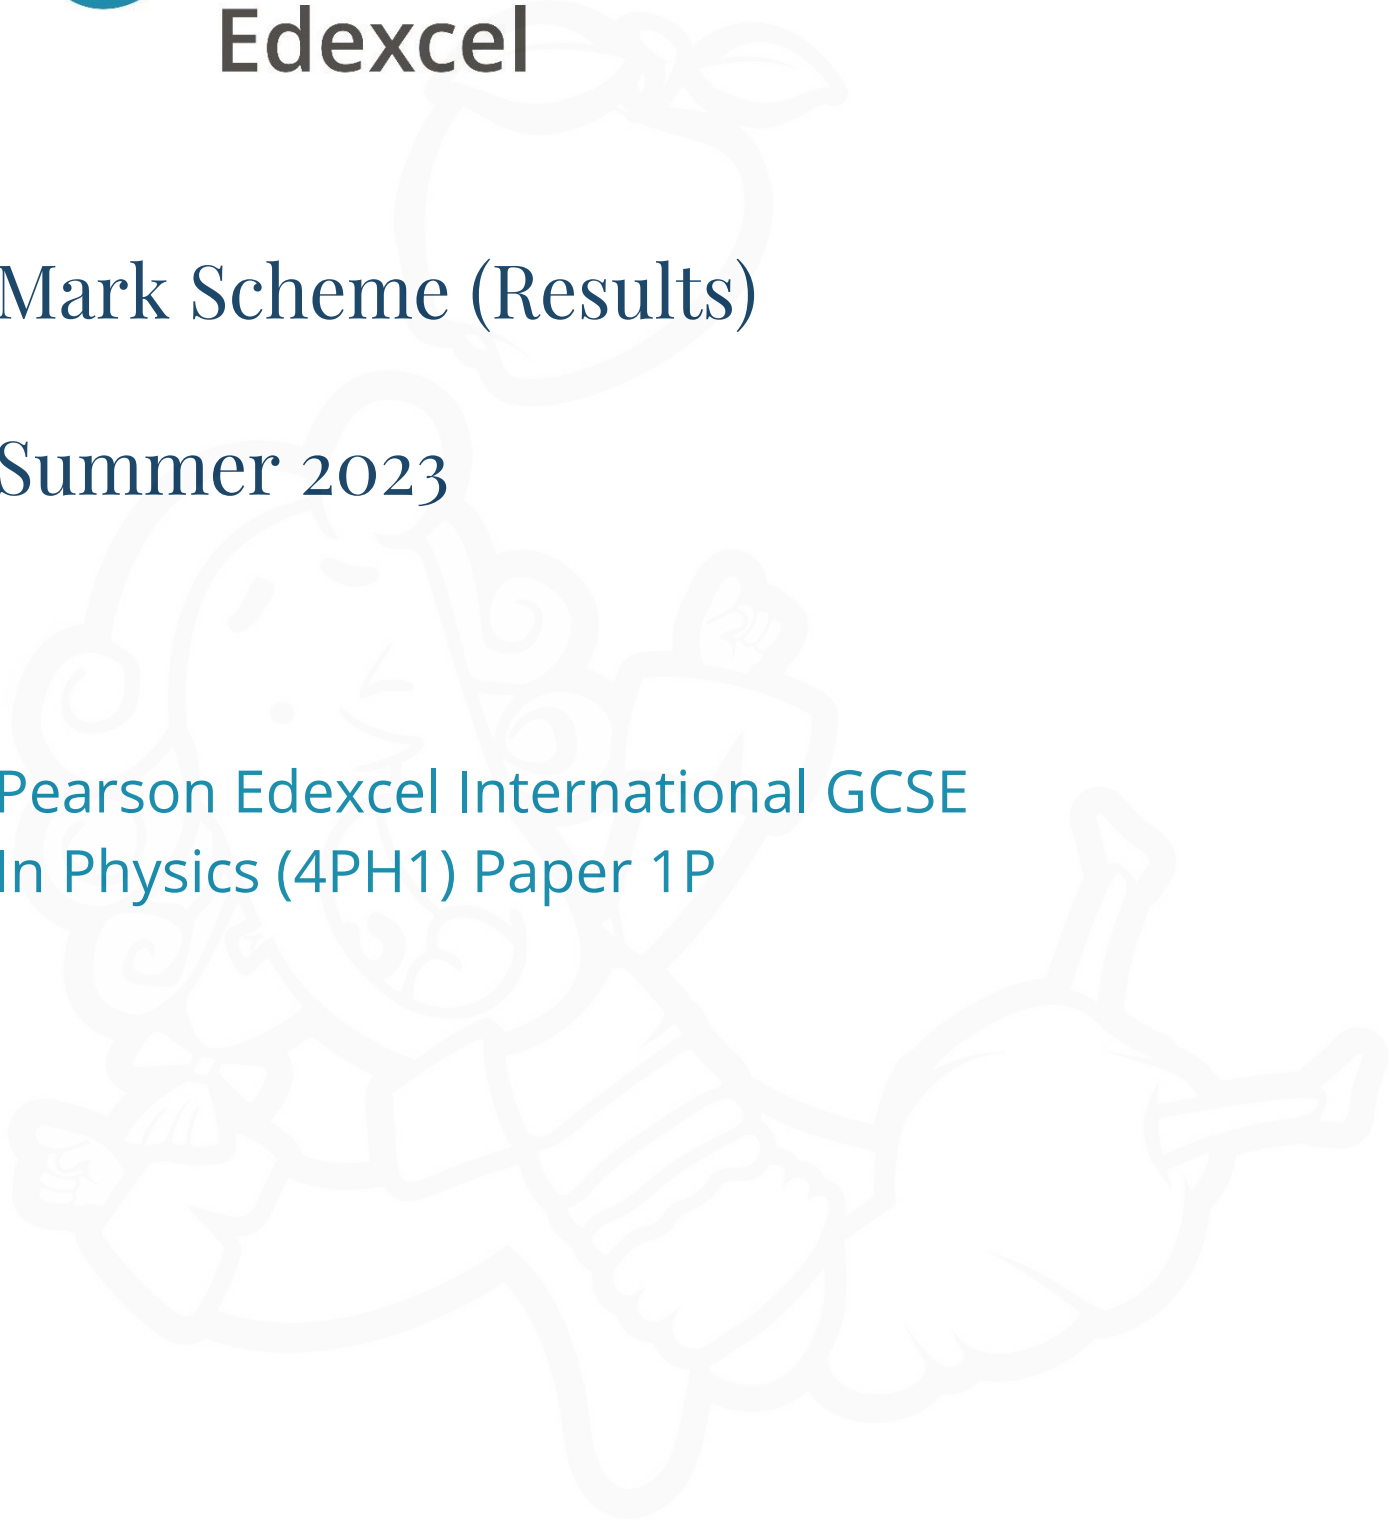 Edexcel
Mark Scheme (Results)
Summer 2023
Pearson Edexcel International GCSE
In Physics (4PH1) Paper 1P